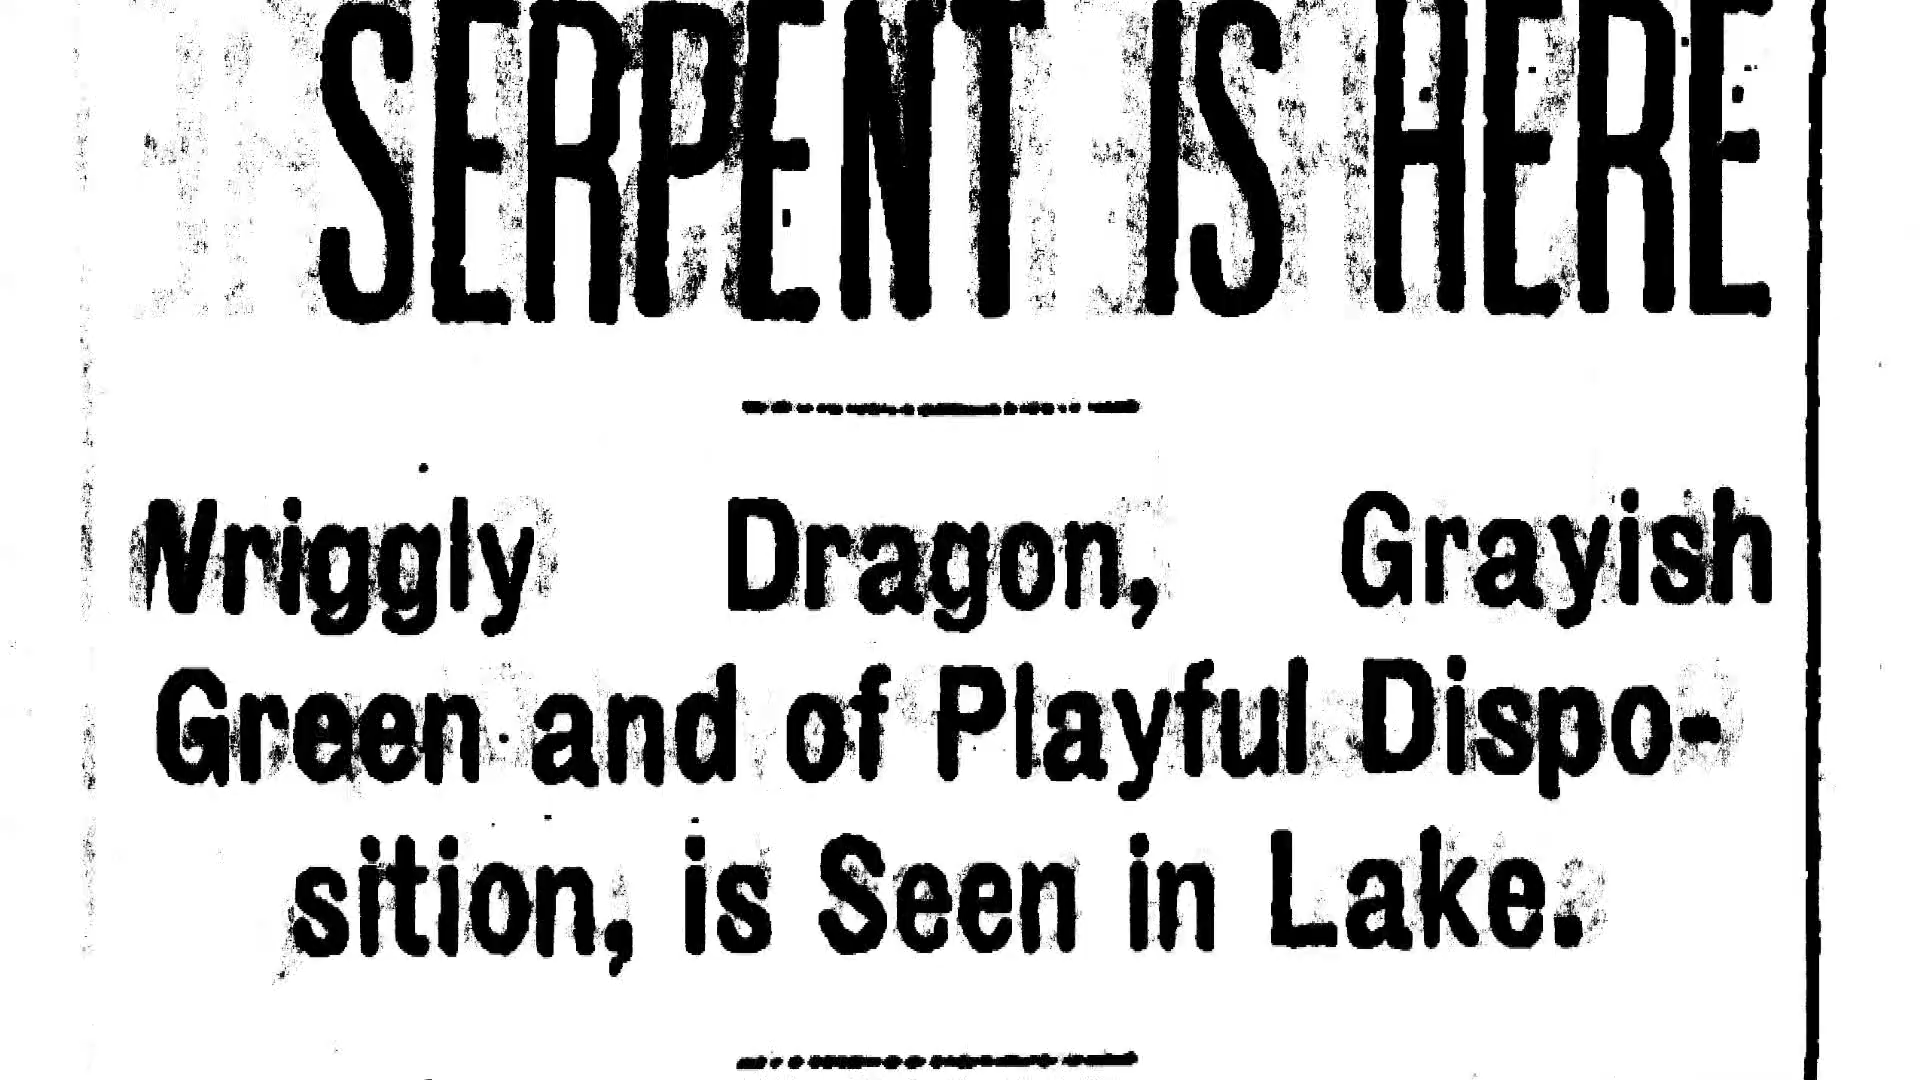 SERPENT IS HERE
Wriggly Dragon, Grayish
Green and of Playful Dispo-
sition, is Seen in Lake.